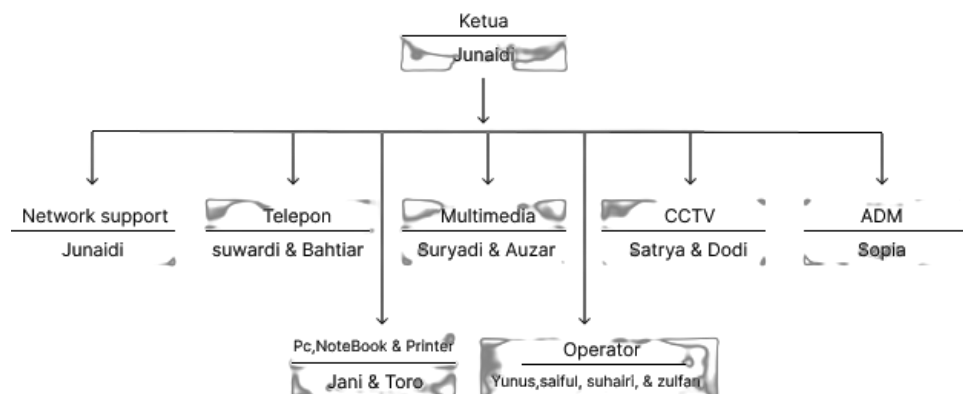 Ketua
Junaidi
Network support
Junaidi
Telepon
suwardi & Bahtiar
Multimedia
Suryadi & Auzar
CCTV
Satrya & Dodi
ADM
Sopia
Pc,NoteBook & Printer
Jani & Toro
Operator
Yunus,saiful, suhairi, & zulfan